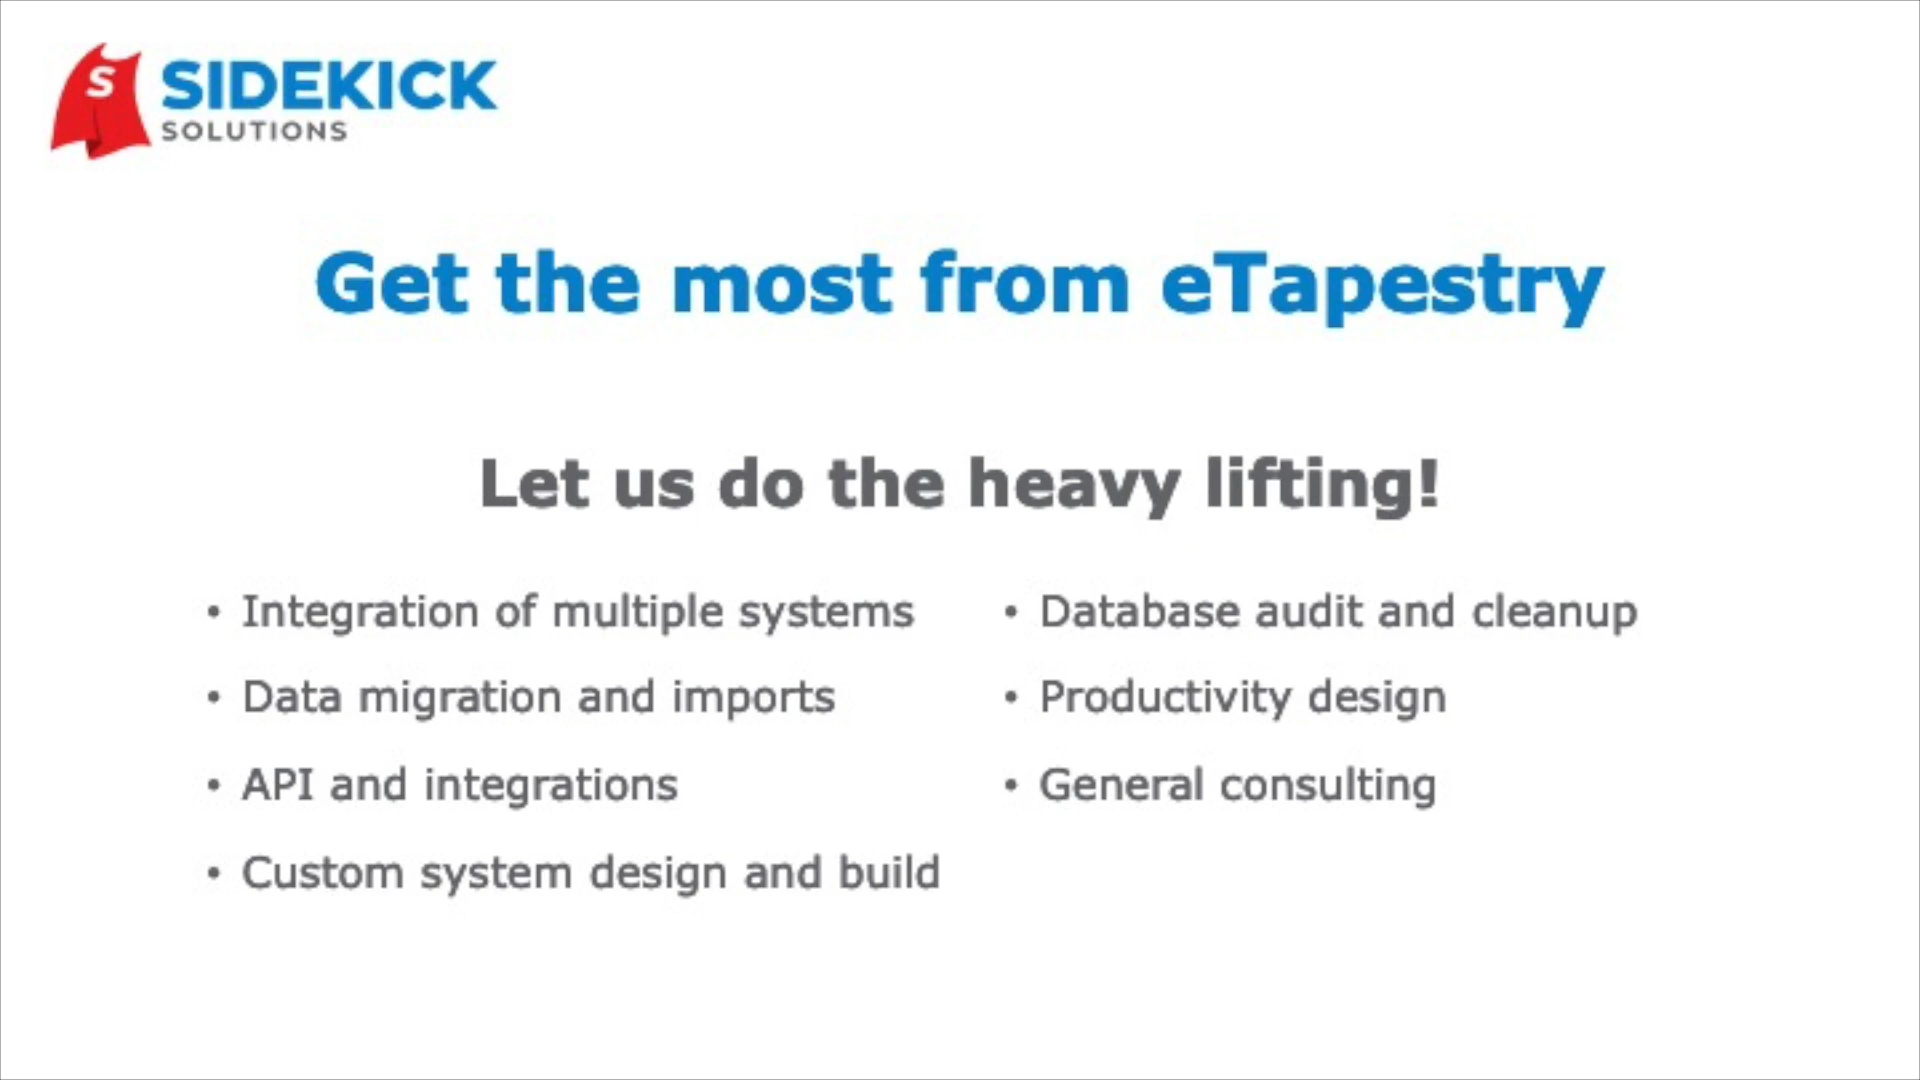 S
SIDEKICK
SOLUTIONS
Get the most from eTapestry
Let us do the heavy lifting!
• Integration of multiple systems
• Data migration and imports
• API and integrations
• Custom system design and build
• Database audit and cleanup
• Productivity design
• General consulting